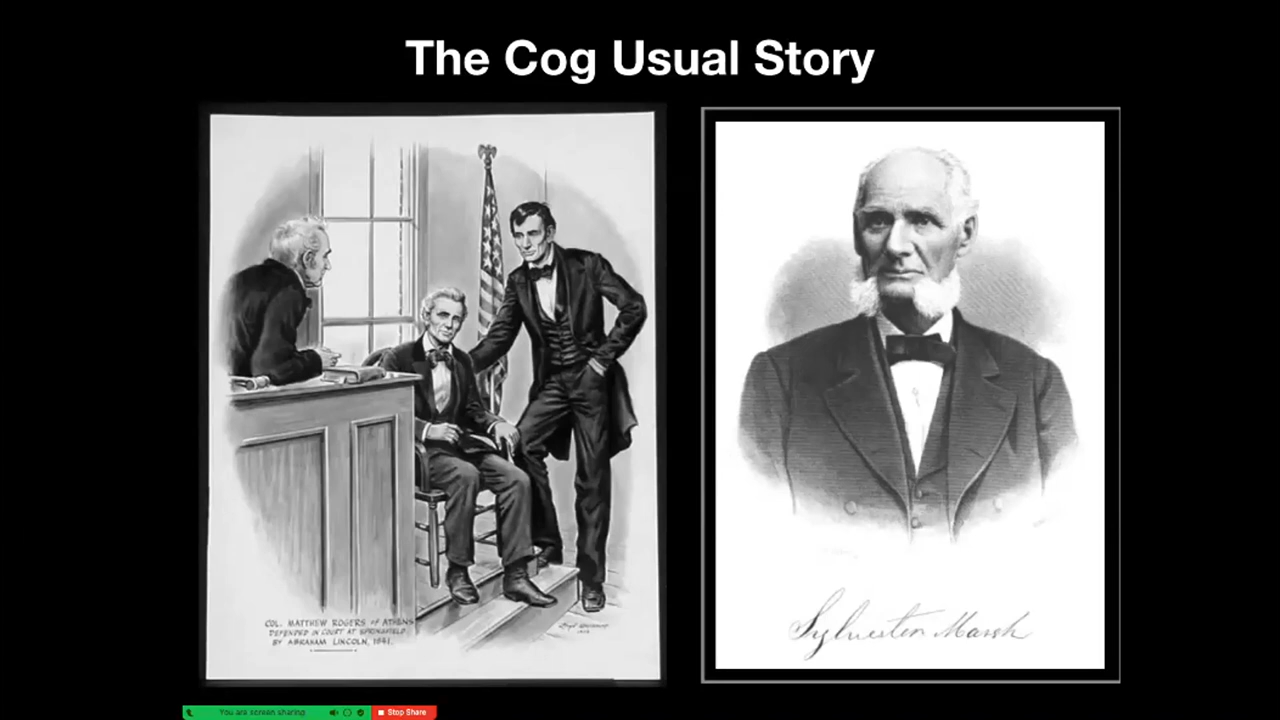 The Cog Usual Story
COL. MATTHEW ROGERS of ATHENS
DEFENDED IN COURT AT SPRINGFIELD
BY ABRAHAM LINCOLN, 1841.
Sylvester Marsh
You are screen sharing
Stop Share